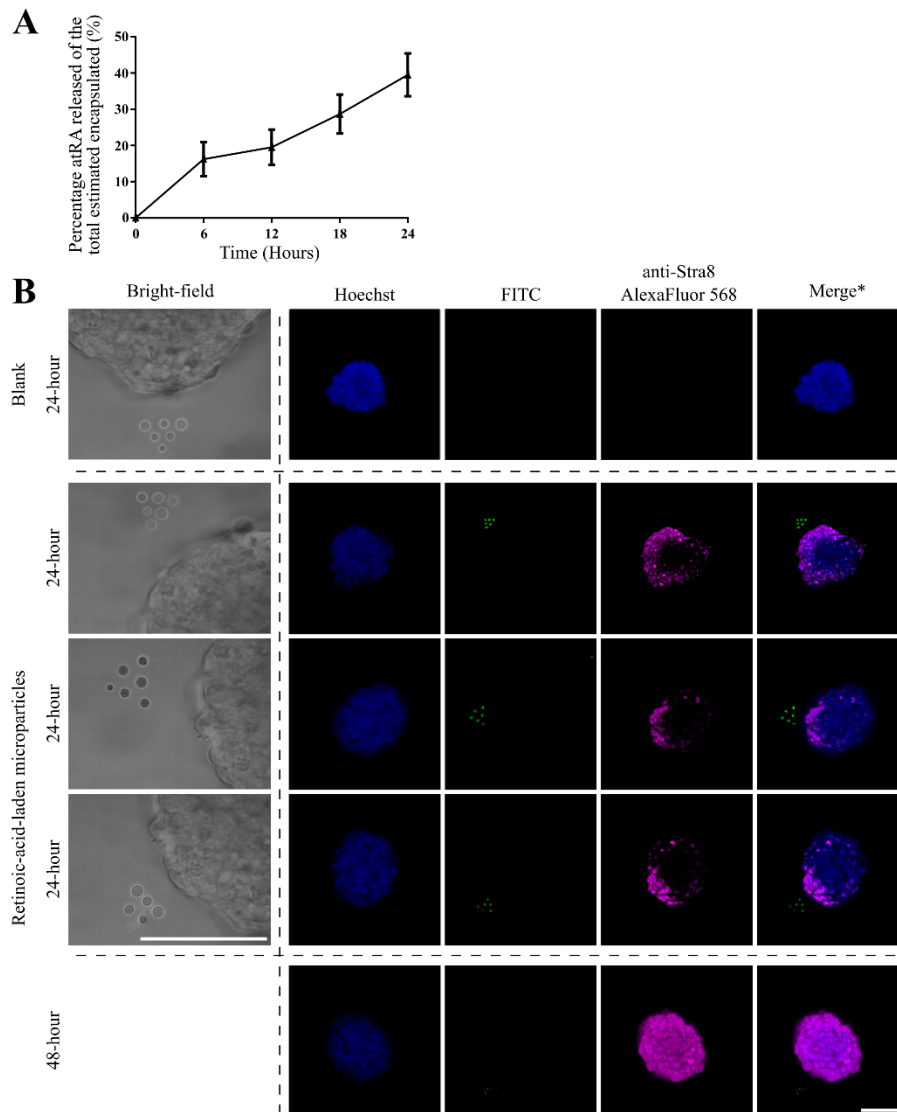 A
Percentage atRA released of the
total estimated encapsulated (%)
50
40
30
20
10
0
0 6 12 18 24
Time (Hours)
B
Bright-field Hoechst FITC anti-Stra8
AlexaFluor 568 Merge*
Blank
24-hour
Retinoic-acid-laden microparticles
24-hour
24-hour
24-hour
48-hour